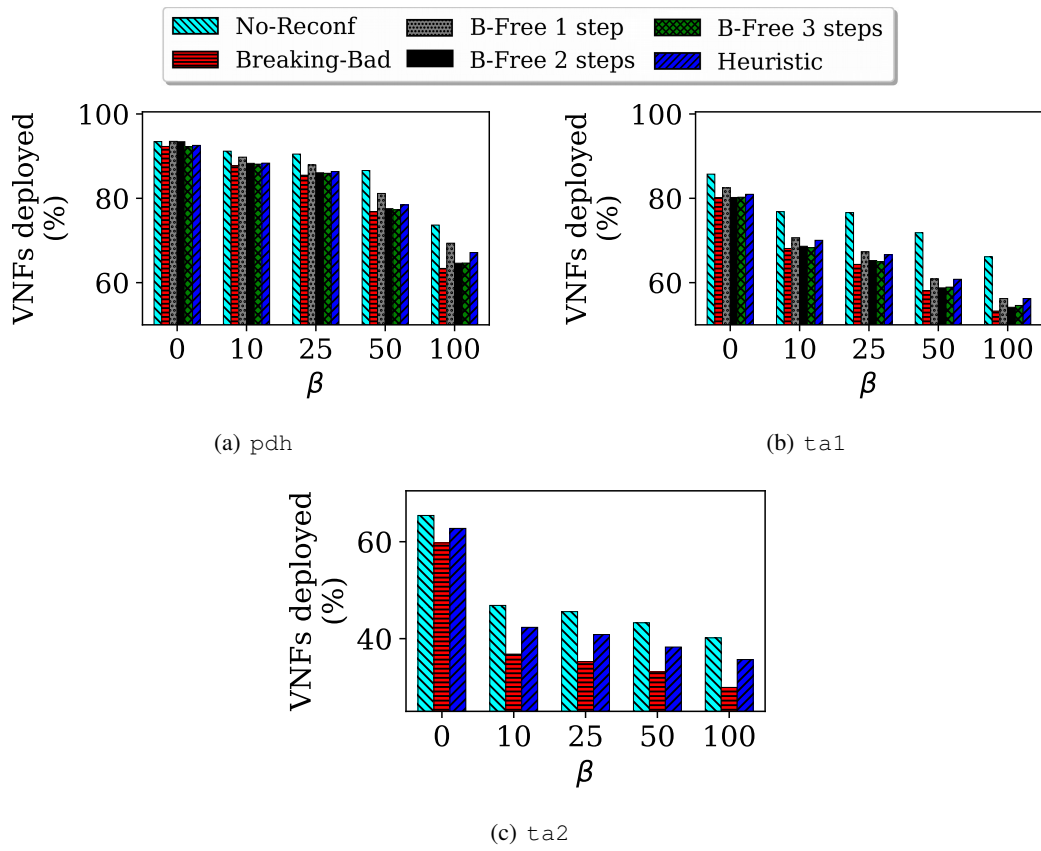 No-Reconf B-Free 1 step B-Free 3 steps
Breaking-Bad B-Free 2 steps Heuristic
VNFs deployed
(%)
100
80
60
0 10 25 50 100
β
(a) pdh
VNFs deployed
(%)
100
80
60
0 10 25 50 100
β
(b) ta1
VNFs deployed
(%)
60
40
0 10 25 50 100
β
(c) ta2